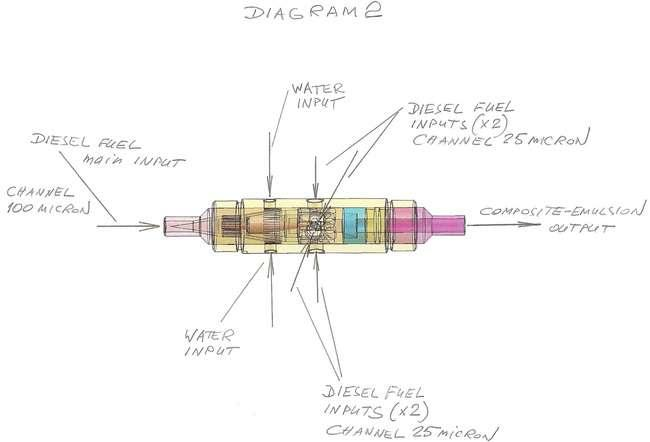 DIAGRAM 2
WATER
INPUT
DIESEL FUEL
INPUTS (x2)
CHANNEL 25 MICRON
DIESEL FUEL
main INPUT
CHANNEL
100 MICRON
COMPOSITE-EMULSION
OUTPUT
WATER
INPUT
DIESEL FUEL
INPUTS (x2)
CHANNEL 25 MICRON